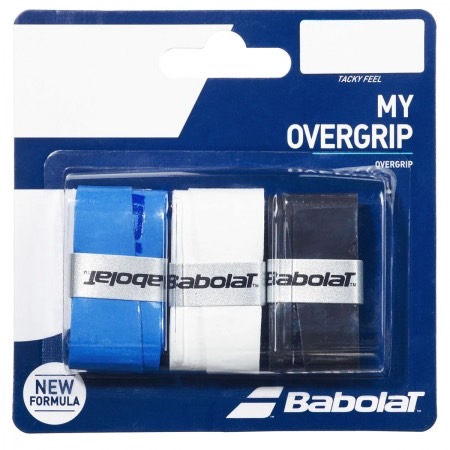 TACKY FEEL
MY
OVERGRIP
OVERGRIP
Babolat
Babolat
Babolat
NEW
FORMULA
Babolat